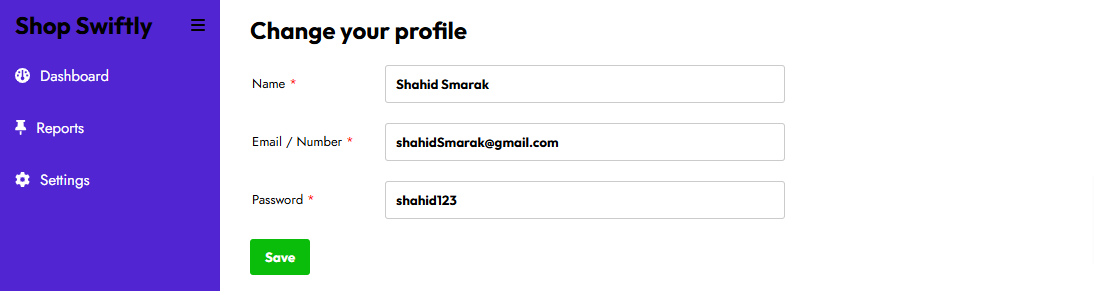 Shop Swiftly
Dashboard
Reports
Settings
Change your profile
Name *
Shahid Smarak
Email / Number *
shahidSmarak@gmail.com
Password *
shahid123
Save